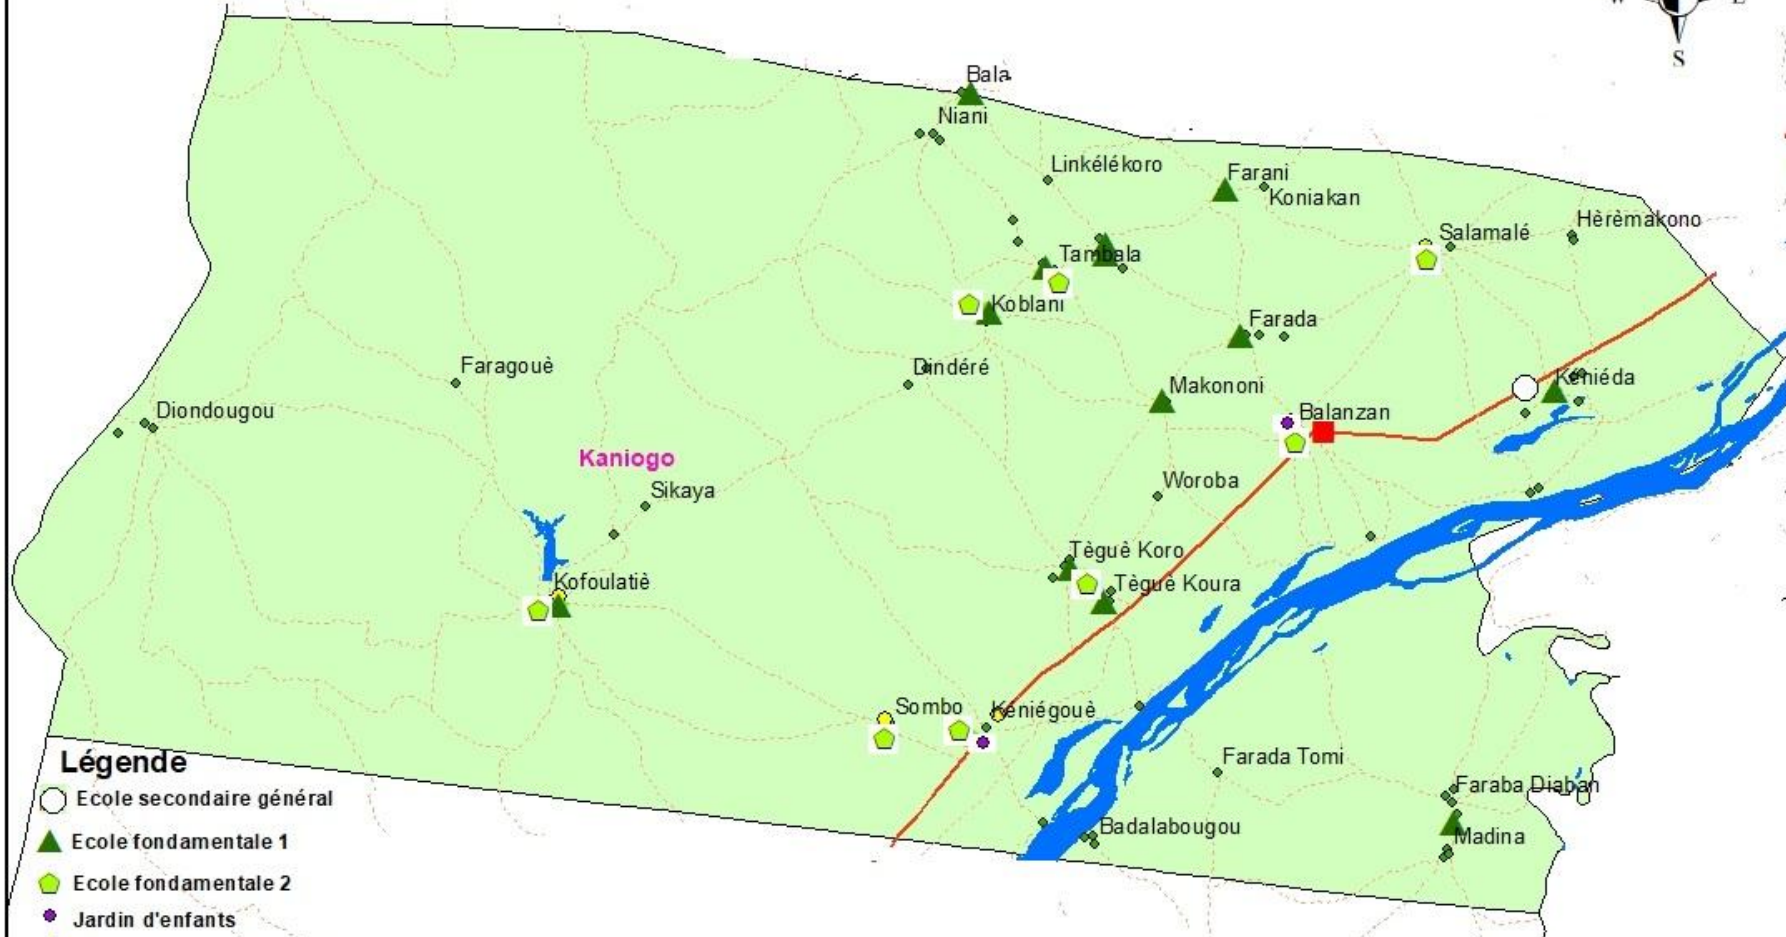 S
Bala
Niani
Linkélékoro
Farani
Koniakan
Hèrèmakono
Salamalé
Tambala
Koblani
Farada
Faragouè
Dindéré
Kéniéda
Makononi
Diondougou
Balanzan
Kaniogo
Sikaya
Woroba
Tèguè Koro
Kofoulatiè
Tèguè Koura
Sombo
Kéniégouè
Farada Tomi
Faraba Diaban
Badalabougou
Madina
Légende
Ecole secondaire général
Ecole fondamentale 1
Ecole fondamentale 2
Jardin d'enfants